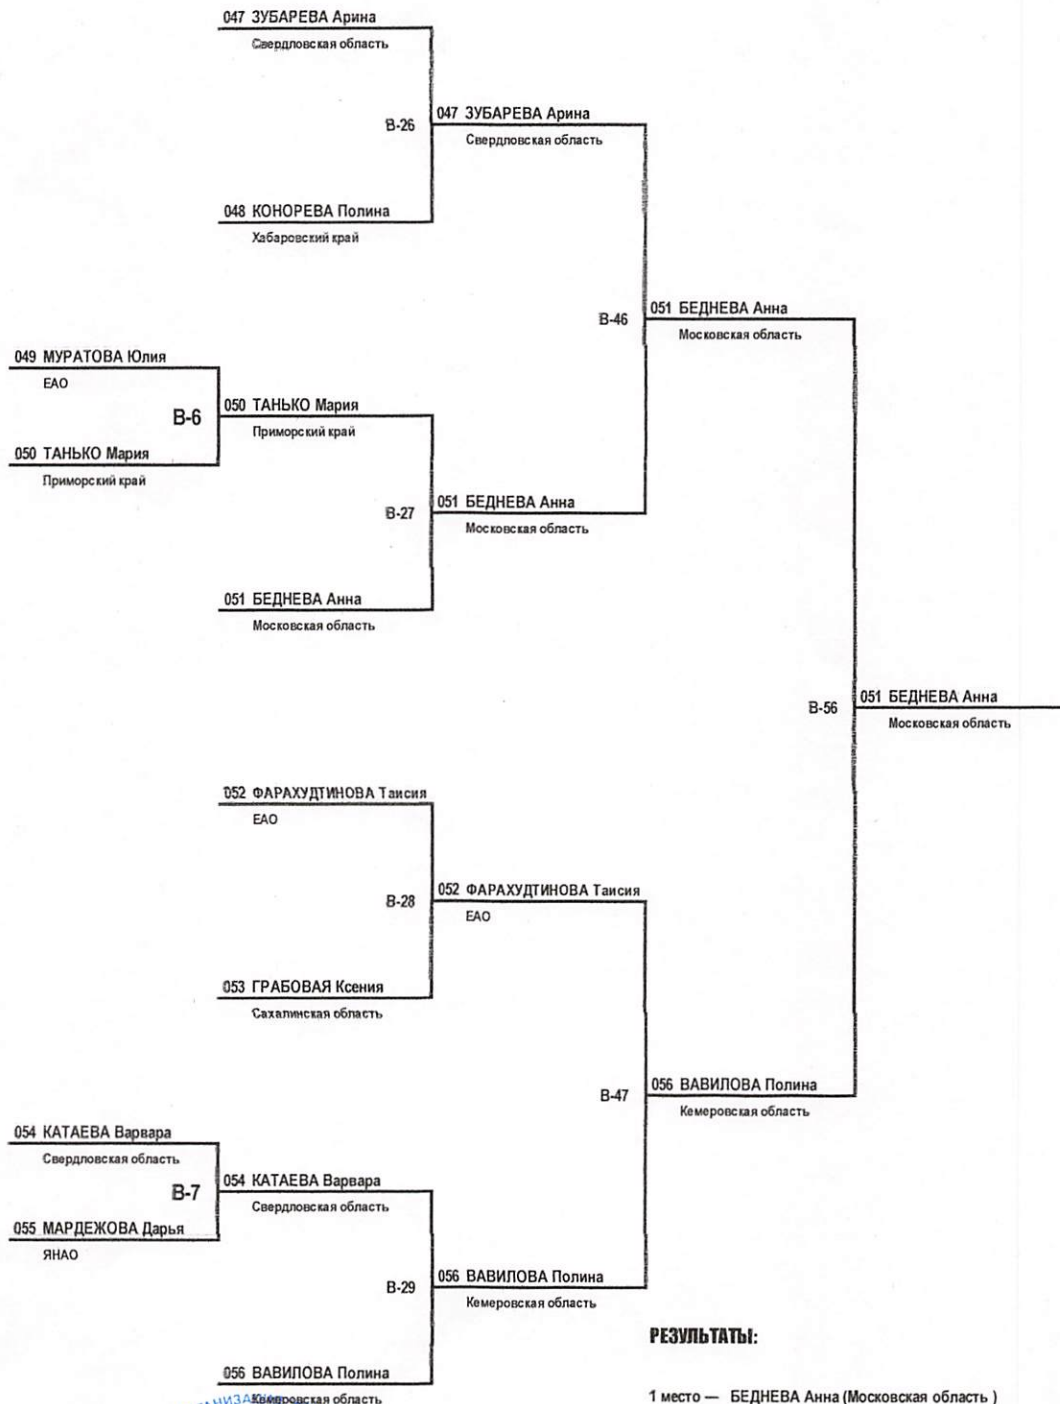 047 ЗУБАРЕВА Арина
Свердловская область
В-26
047 ЗУБАРЕВА Арина
Свердловская область
048 КОНОРЕВА Полина
Хабаровский край
В-46
051 БЕДНЕВА Анна
Московская область
049 МУРАТОВА Юлия
ЕАО
В-6
050 ТАНЬКО Мария
Приморский край
050 ТАНЬКО Мария
Приморский край
В-27
051 БЕДНЕВА Анна
Московская область
051 БЕДНЕВА Анна
Московская область
В-56
051 БЕДНЕВА Анна
Московская область
052 ФАРАХУДТИНОВА Таисия
ЕАО
В-28
052 ФАРАХУДТИНОВА Таисия
ЕАО
053 ГРАБОВАЯ Ксения
Сахалинская область
В-47
056 ВАВИЛОВА Полина
Кемеровская область
054 КАТАЕВА Варвара
Свердловская область
В-7
054 КАТАЕВА Варвара
Свердловская область
055 МАРДЕЖОВА Дарья
ЯНАО
В-29
056 ВАВИЛОВА Полина
Кемеровская область
РЕЗУЛЬТАТЫ:
056 ВАВИЛОВА Полина
Кемеровская область
1 место — БЕДНЕВА Анна (Московская область )